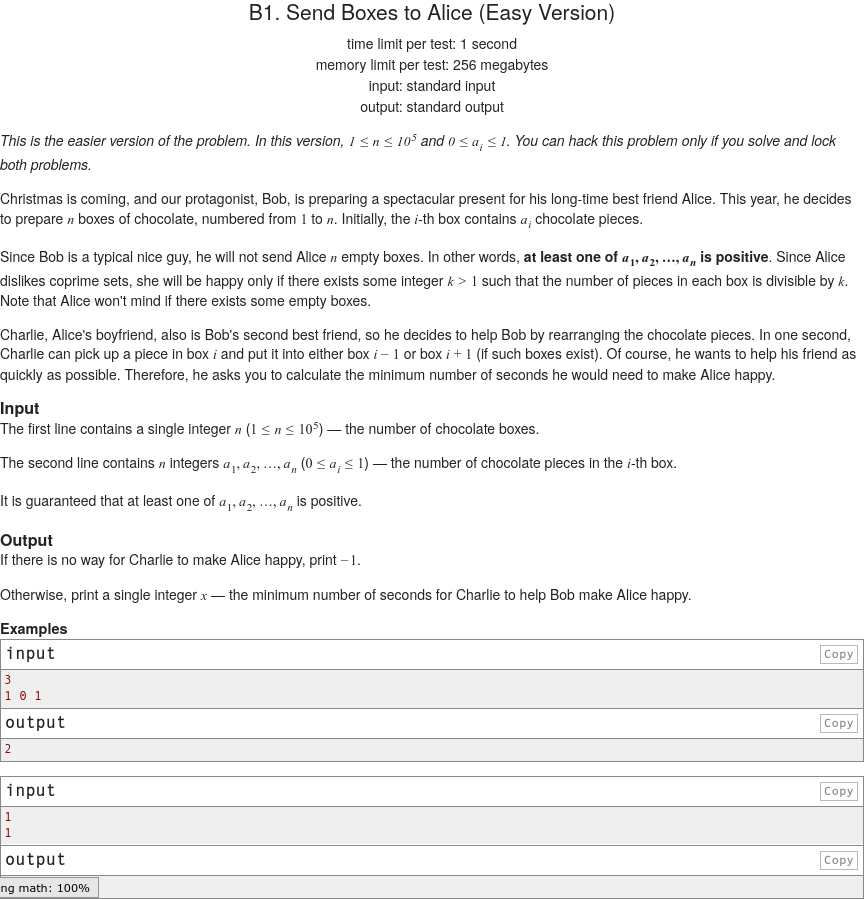 B1. Send Boxes to Alice (Easy Version)
time limit per test: 1 second
memory limit per test: 256 megabytes
input: standard input
output: standard output
This is the easier version of the problem. In this version, 1 ≤ n ≤ 10^5 and 0 ≤ a_i ≤ 1. You can hack this problem only if you solve and lock
both problems.
Christmas is coming, and our protagonist, Bob, is preparing a spectacular present for his long-time best friend Alice. This year, he decides
to prepare n boxes of chocolate, numbered from 1 to n. Initially, the i-th box contains a_i chocolate pieces.
Since Bob is a typical nice guy, he will not send Alice n empty boxes. In other words, at least one of a_1, a_2, ..., a_n is positive. Since Alice
dislikes coprime sets, she will be happy only if there exists some integer k > 1 such that the number of pieces in each box is divisible by k.
Note that Alice won't mind if there exists some empty boxes.
Charlie, Alice's boyfriend, also is Bob's second best friend, so he decides to help Bob by rearranging the chocolate pieces. In one second,
Charlie can pick up a piece in box i and put it into either box i − 1 or box i + 1 (if such boxes exist). Of course, he wants to help his friend as
quickly as possible. Therefore, he asks you to calculate the minimum number of seconds he would need to make Alice happy.
Input
The first line contains a single integer n (1 ≤ n ≤ 10^5) — the number of chocolate boxes.
The second line contains n integers a_1, a_2, ..., a_n (0 ≤ a_i ≤ 1) — the number of chocolate pieces in the i-th box.
It is guaranteed that at least one of a_1, a_2, ..., a_n is positive.
Output
If there is no way for Charlie to make Alice happy, print −1.
Otherwise, print a single integer x — the minimum number of seconds for Charlie to help Bob make Alice happy.
Examples
input Copy
3
1 0 1
output Copy
2
input Copy
1
1
output Copy
ng math: 100%